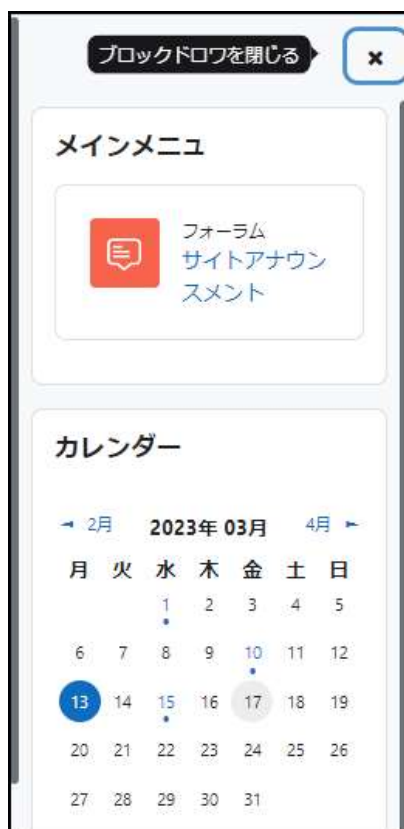 ブロックドロワを閉じる
×
メインメニュ
フォーラム
サイトアナウン
スメント
カレンダー
◄ 2月 2023年 03月 4月 ►
月 火 水 木 金 土 日
1 2 3 4 5
6 7 8 9 10 11 12
13 14 15 16 17 18 19
20 21 22 23 24 25 26
27 28 29 30 31